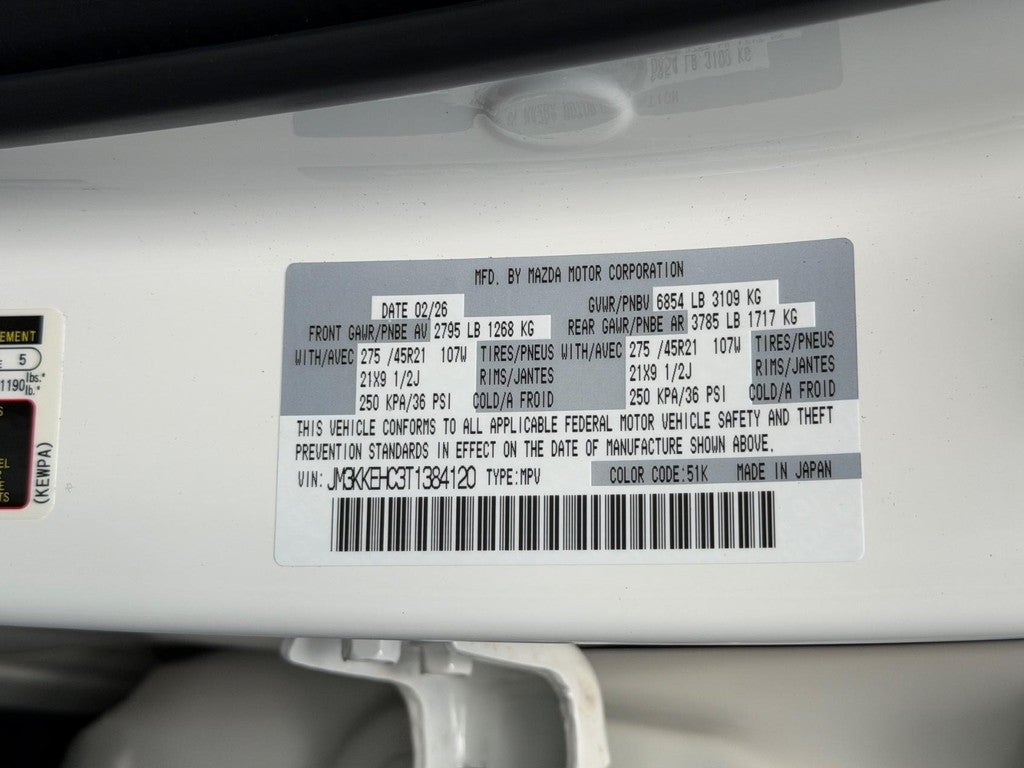 MFD. BY MAZDA MOTOR CORPORATION
DATE 02/26 GVWR/PNBV 6854 LB 3109 KG
FRONT GAWR/PNBE AV 2795 LB 1268 KG REAR GAWR/PNBE AR 3785 LB 1717 KG
WITH/AVEC 275 /45R21 107W TIRES/PNEUS WITH/AVEC 275 /45R21 107W TIRES/PNEUS
21X9 1/2J RIMS/JANTES 21X9 1/2J RIMS/JANTES
250 KPA/36 PSI COLD/A FROID 250 KPA/36 PSI COLD/A FROID
THIS VEHICLE CONFORMS TO ALL APPLICABLE FEDERAL MOTOR VEHICLE SAFETY AND THEFT
PREVENTION STANDARDS IN EFFECT ON THE DATE OF MANUFACTURE SHOWN ABOVE.
VIN: JM3KKEHC3T1384120 TYPE:MPV COLOR CODE:51K MADE IN JAPAN
EMENT
E 5
1190 lbs.*
lb.*
S
EL
E
TS
(KEWPA)